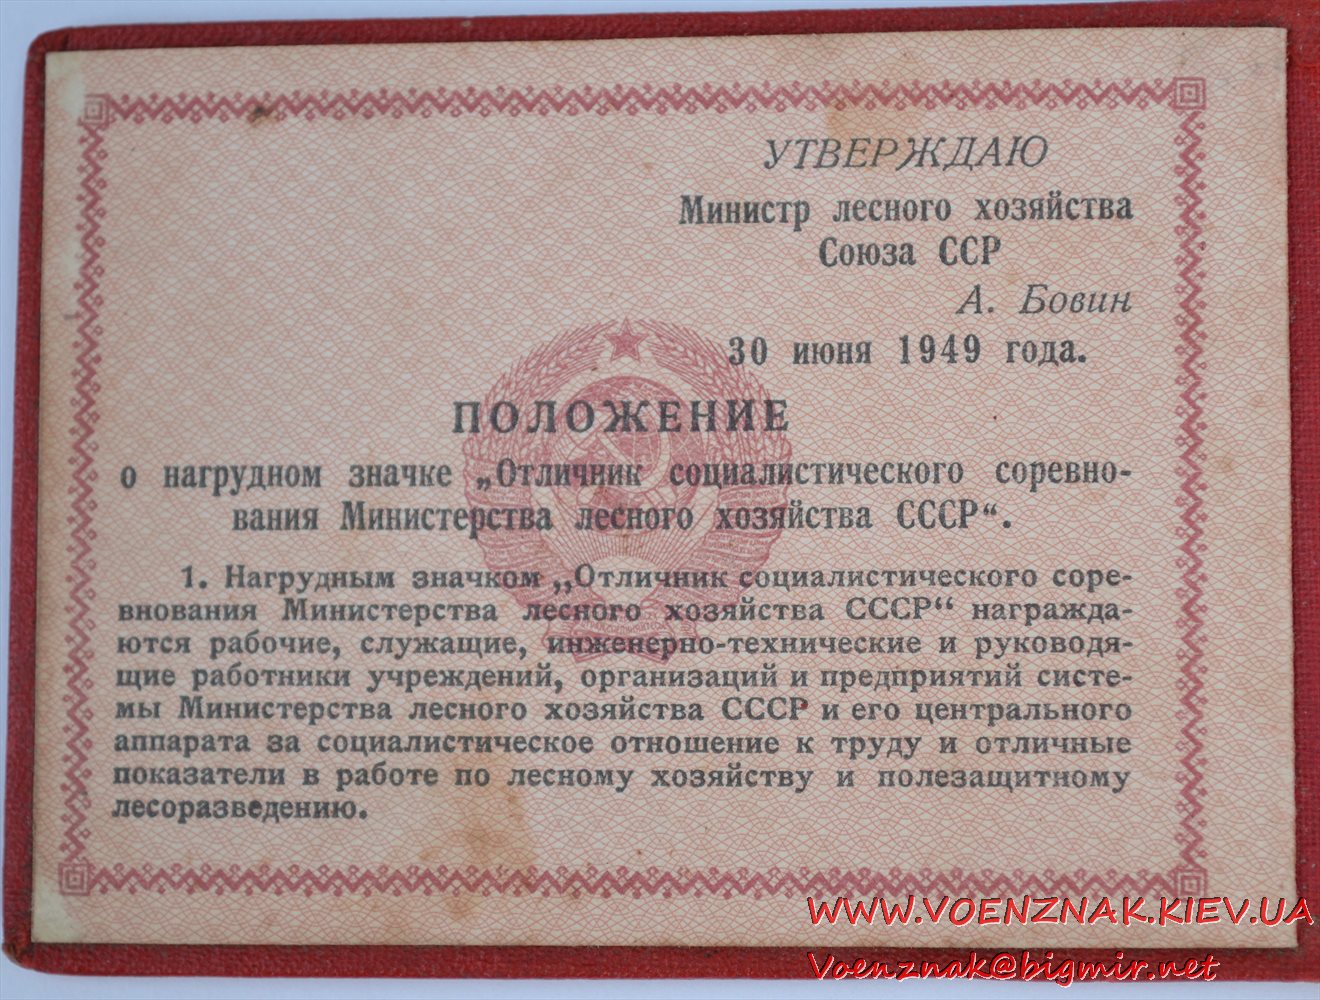 УТВЕРЖДАЮ
Министр лесного хозяйства
Союза ССР
А. Бовин
30 июня 1949 года.
ПОЛОЖЕНИЕ
о нагрудном значке „Отличник социалистического соревно-
вания Министерства лесного хозяйства СССР“.
1. Нагрудным значком „Отличник социалистического соре-
внования Министерства лесного хозяйства СССР“ награжда-
ются рабочие, служащие, инженерно-технические и руководя-
щие работники учреждений, организаций и предприятий систе-
мы Министерства лесного хозяйства СССР и его центрального
аппарата за социалистическое отношение к труду и отличные
показатели в работе по лесному хозяйству и полезащитному
лесоразведению.
WWW.VOENZNAK.KIEV.UA
Voenznak@bigmir.net